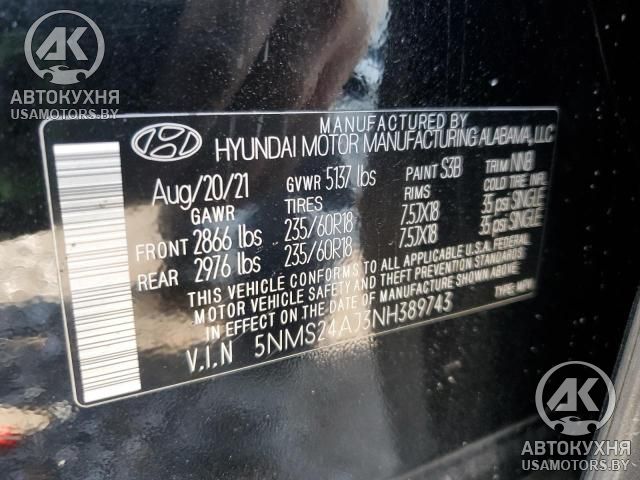 AK
АВТОКУХНЯ
USAMOTORS.BY
MANUFACTURED BY
HYUNDAI MOTOR MANUFACTURING ALABAMA, LLC
Aug/20/21 GVWR 5137 lbs PAINT S3B TRIM NNB
GAWR TIRES RIMS COLD TIRE INFL
FRONT 2866 lbs 235/60R18 7.5JX18 35 psi SINGLE
REAR 2976 lbs 235/60R18 7.5JX18 35 psi SINGLE
THIS VEHICLE CONFORMS TO ALL APPLICABLE U.S.A. FEDERAL
MOTOR VEHICLE SAFETY AND THEFT PREVENTION STANDARDS
IN EFFECT ON THE DATE OF MANUFACTURE SHOWN ABOVE.
V.I.N 5NMS24AJ3NH389743 TYPE: MPV
AK
АВТОКУХНЯ
USAMOTORS.BY